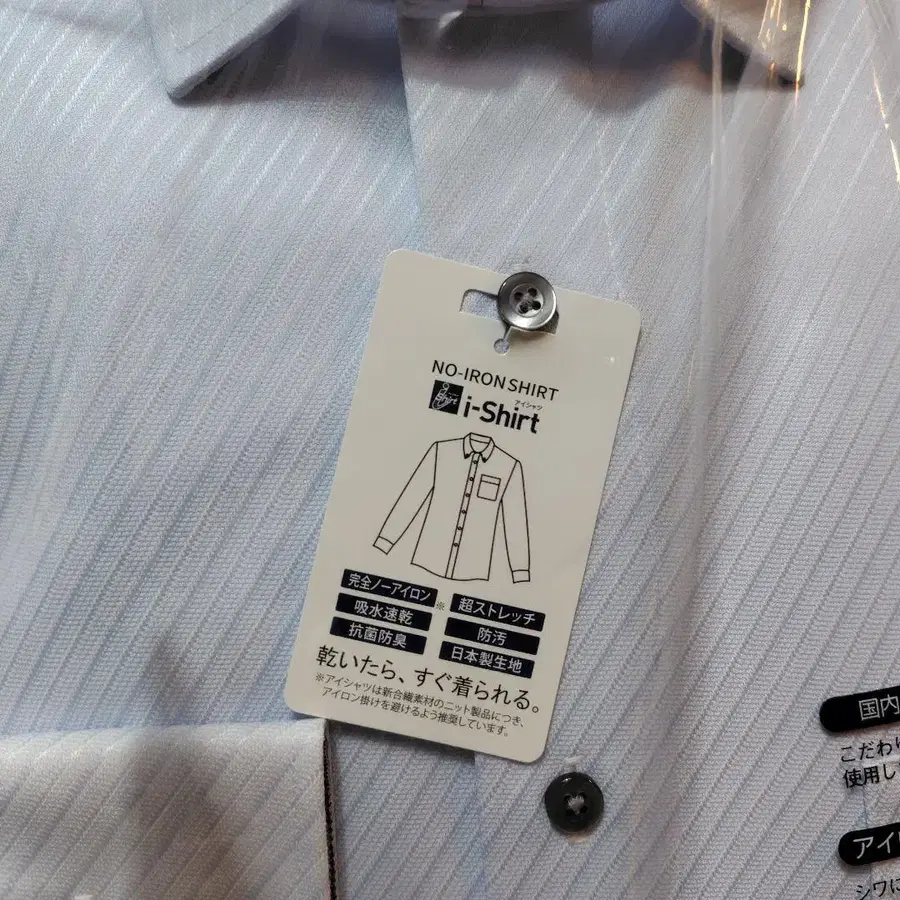 NO-IRON SHIRT
アイシャツ
i-Shirt
完全ノーアイロン※
超ストレッチ
吸水速乾
防汚
抗菌防臭
日本製生地
乾いたら、すぐ着られる。
※アイシャツは新合繊素材のニット製品につき、
アイロン掛けを避けるよう推奨しています。
国内
こだわり
使用し
アイ
シワに